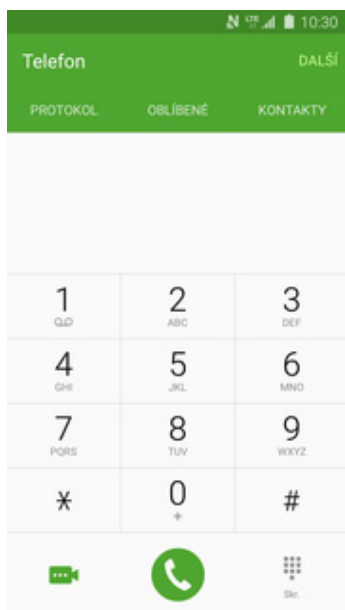 LTE 10:30
Telefon DALŠÍ
PROTOKOL OBLÍBENÉ KONTAKTY
1 2 3
ABC DEF
4 5 6
GHI JKL MNO
7 8 9
PQRS TUV WXYZ
* 0 #
+
Skr.